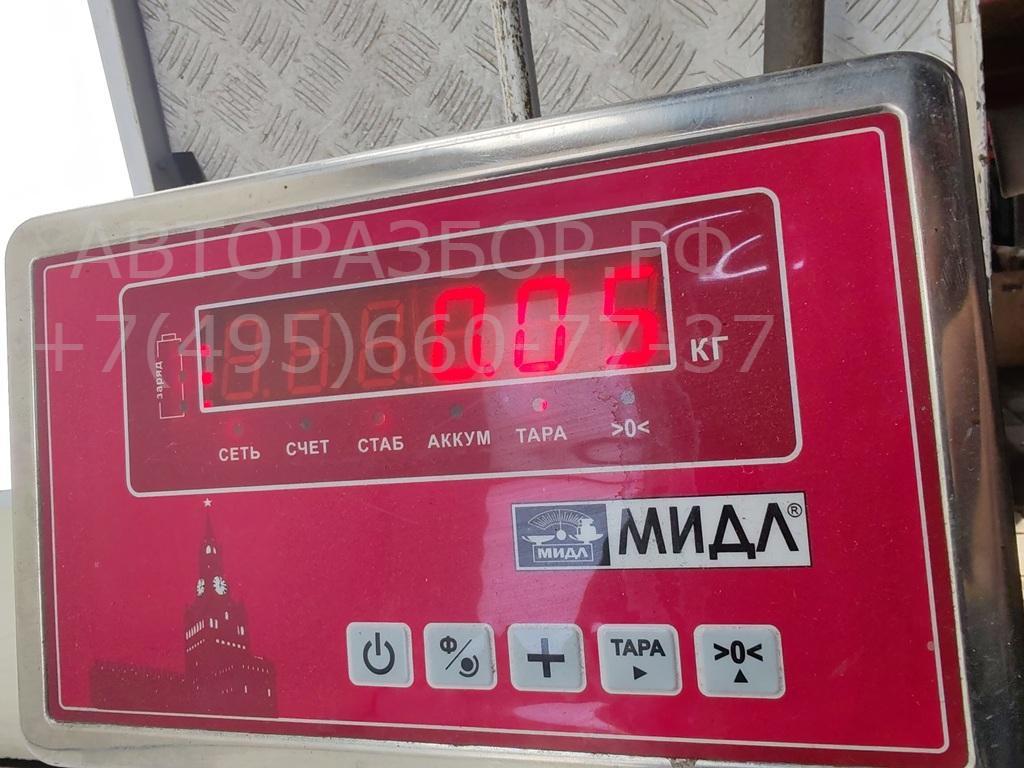 АВТОРАЗБОР.РФ
+7(495)660-77-37
0.05
КГ
заряд
СЕТЬ СЧЕТ СТАБ АККУМ ТАРА >0<
МИДЛ
МИДЛ®
Ф
ТАРА
>0<